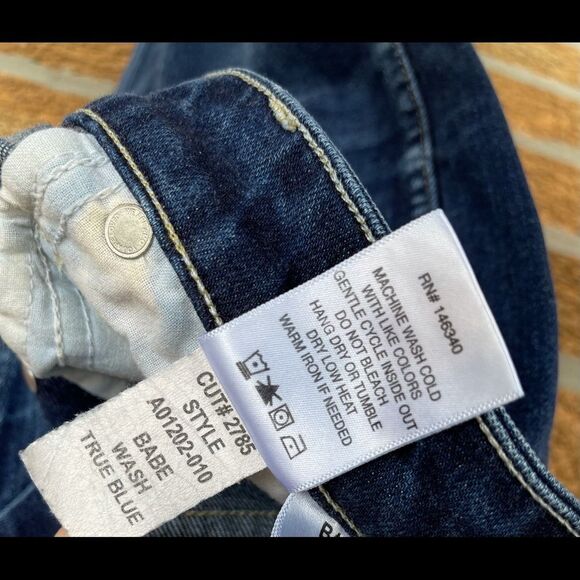 RN# 146340
MACHINE WASH COLD
WITH LIKE COLORS
GENTLE CYCLE INSIDE OUT
DO NOT BLEACH
HANG DRY OR TUMBLE
DRY LOW HEAT
WARM IRON IF NEEDED
CUT# 2785
STYLE
A01202-010
BABE
WASH
TRUE BLUE